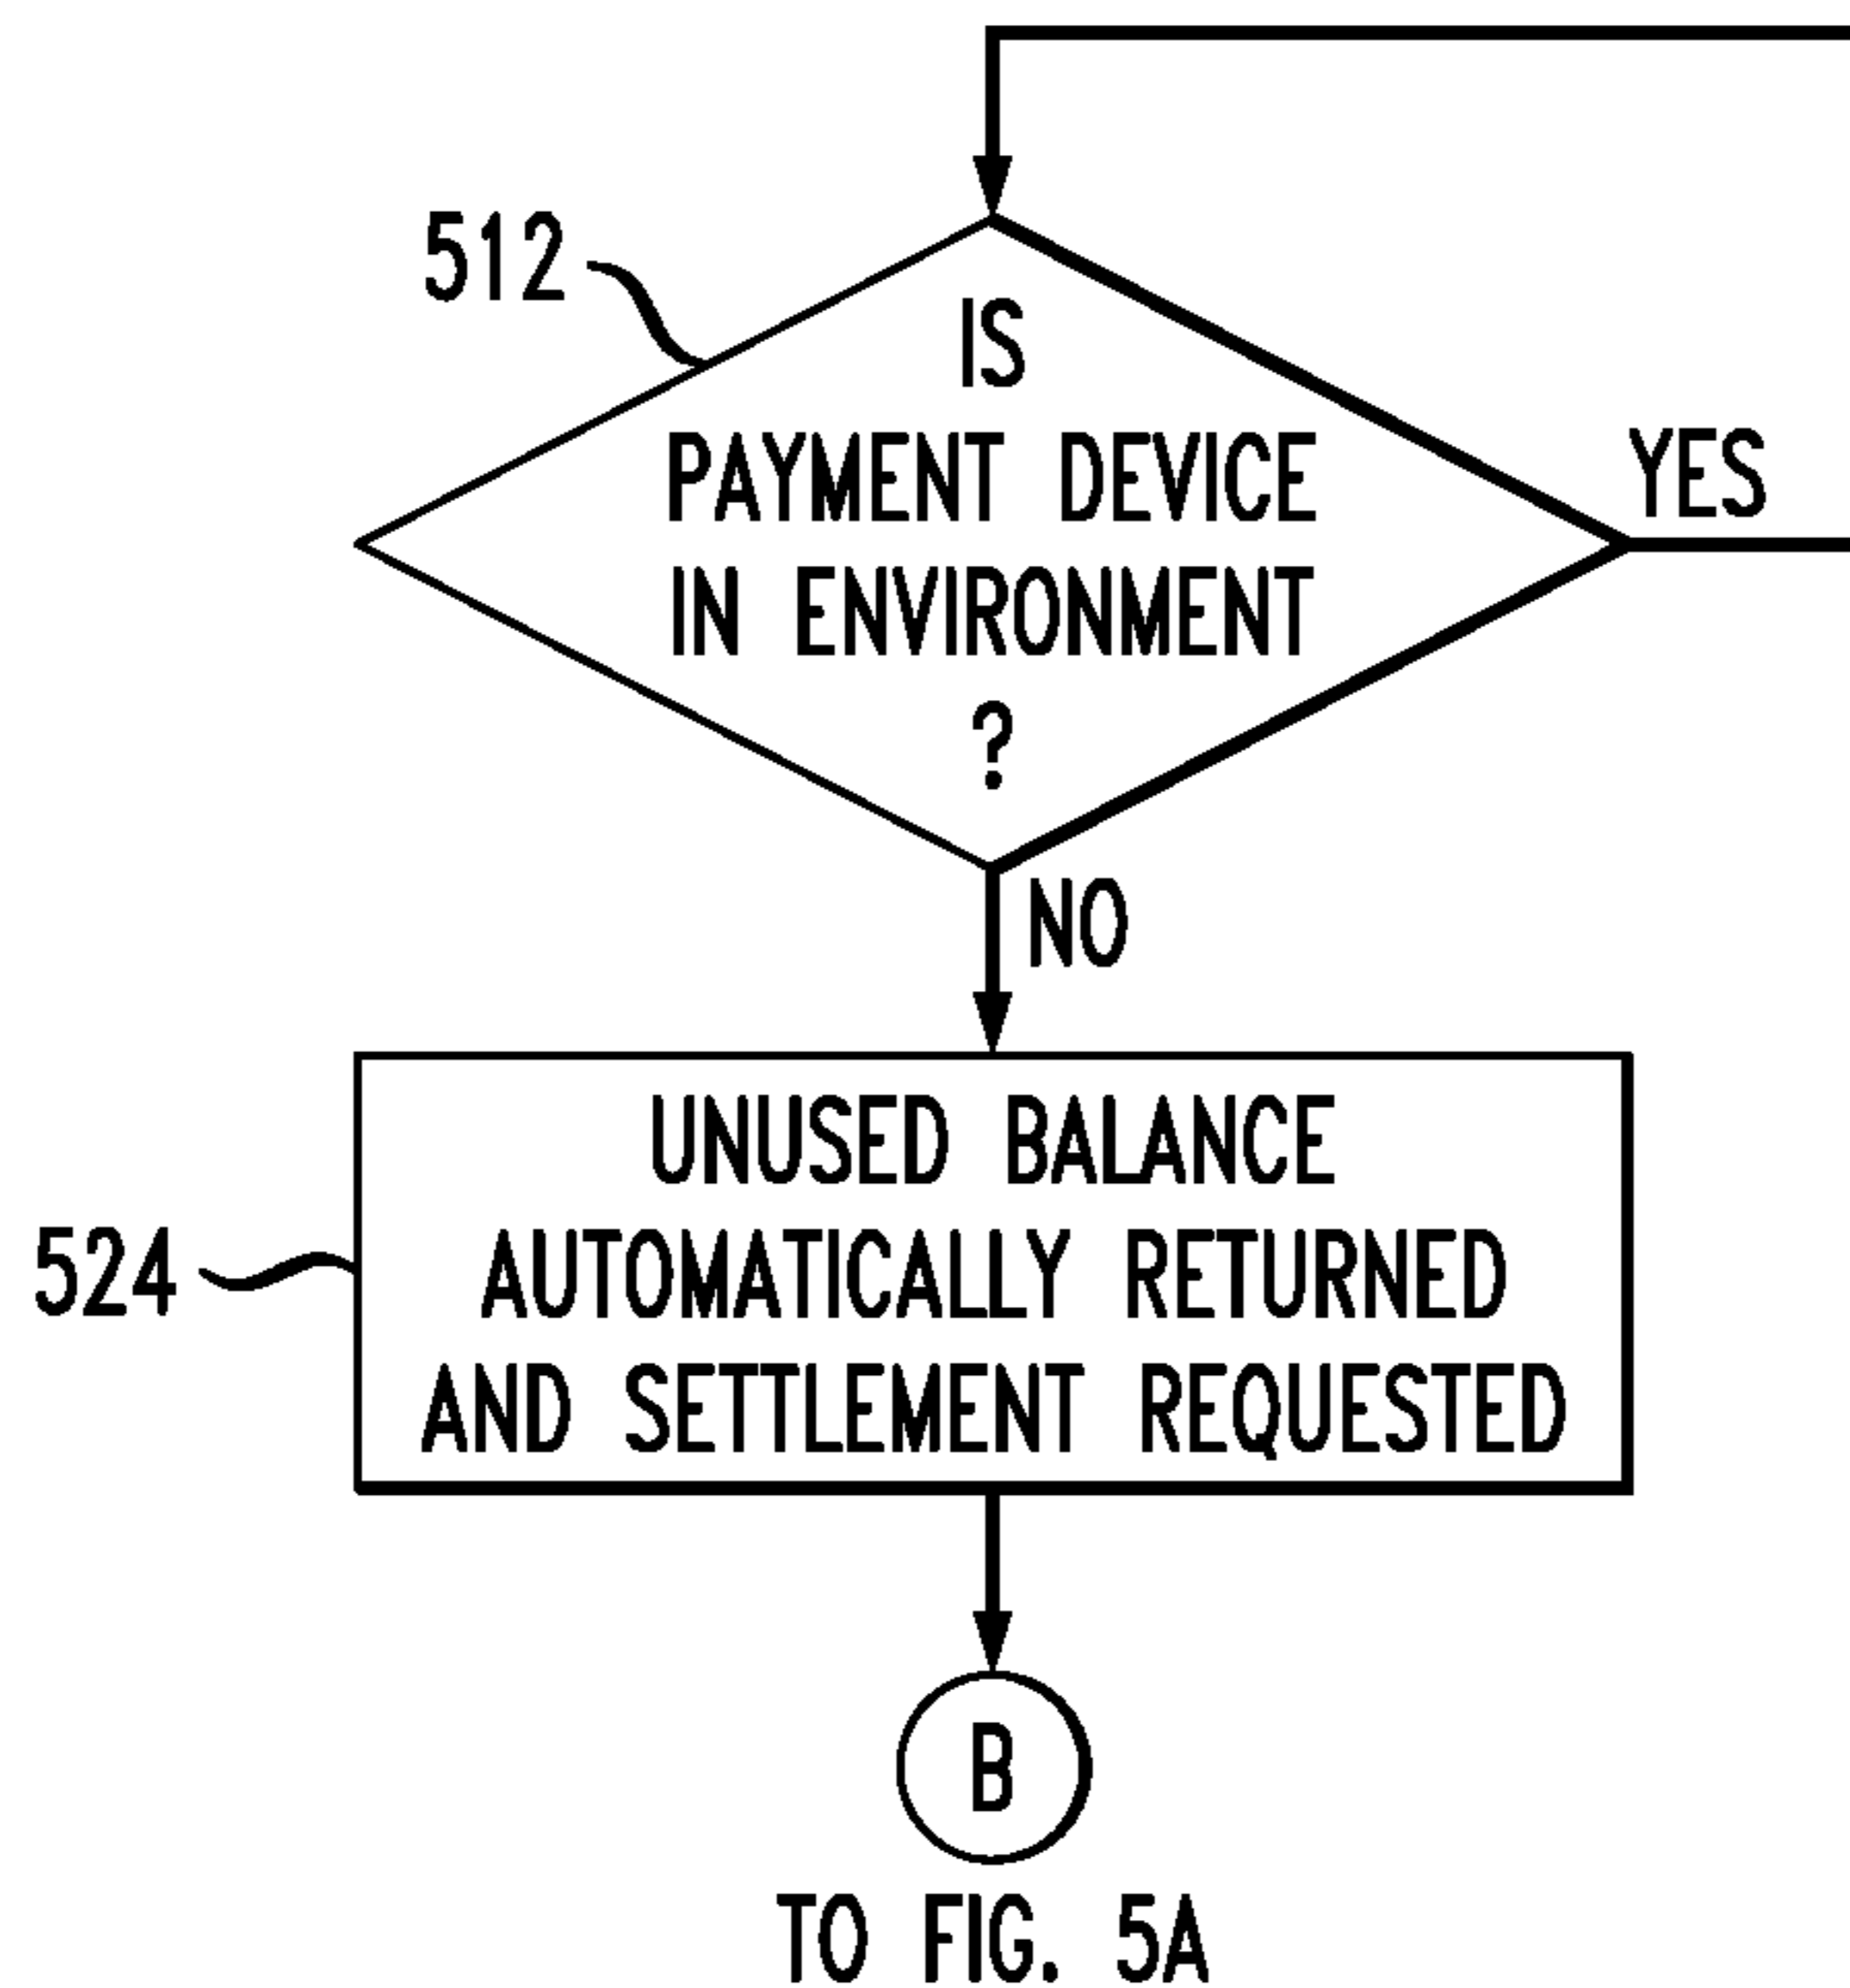 512
IS
PAYMENT DEVICE
IN ENVIRONMENT
?
YES
NO
524
UNUSED BALANCE
AUTOMATICALLY RETURNED
AND SETTLEMENT REQUESTED
B
TO FIG. 5A